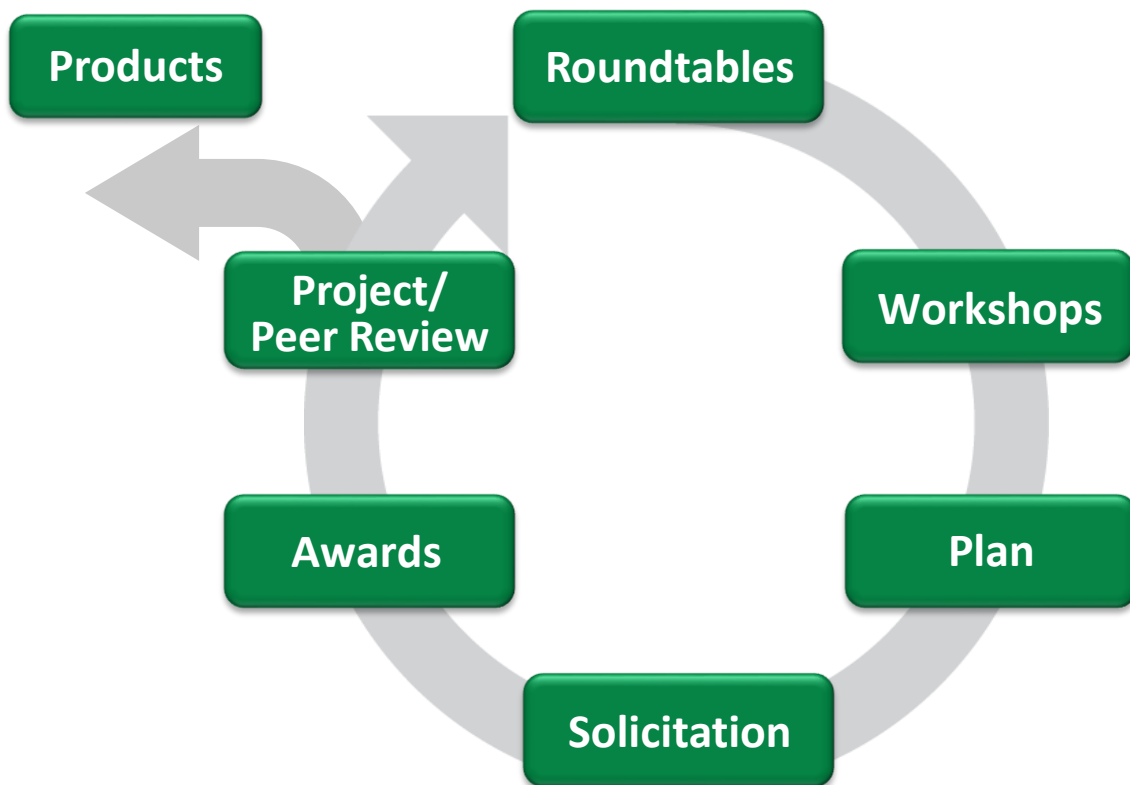 Products
Roundtables
Workshops
Plan
Solicitation
Awards
Project/
Peer Review